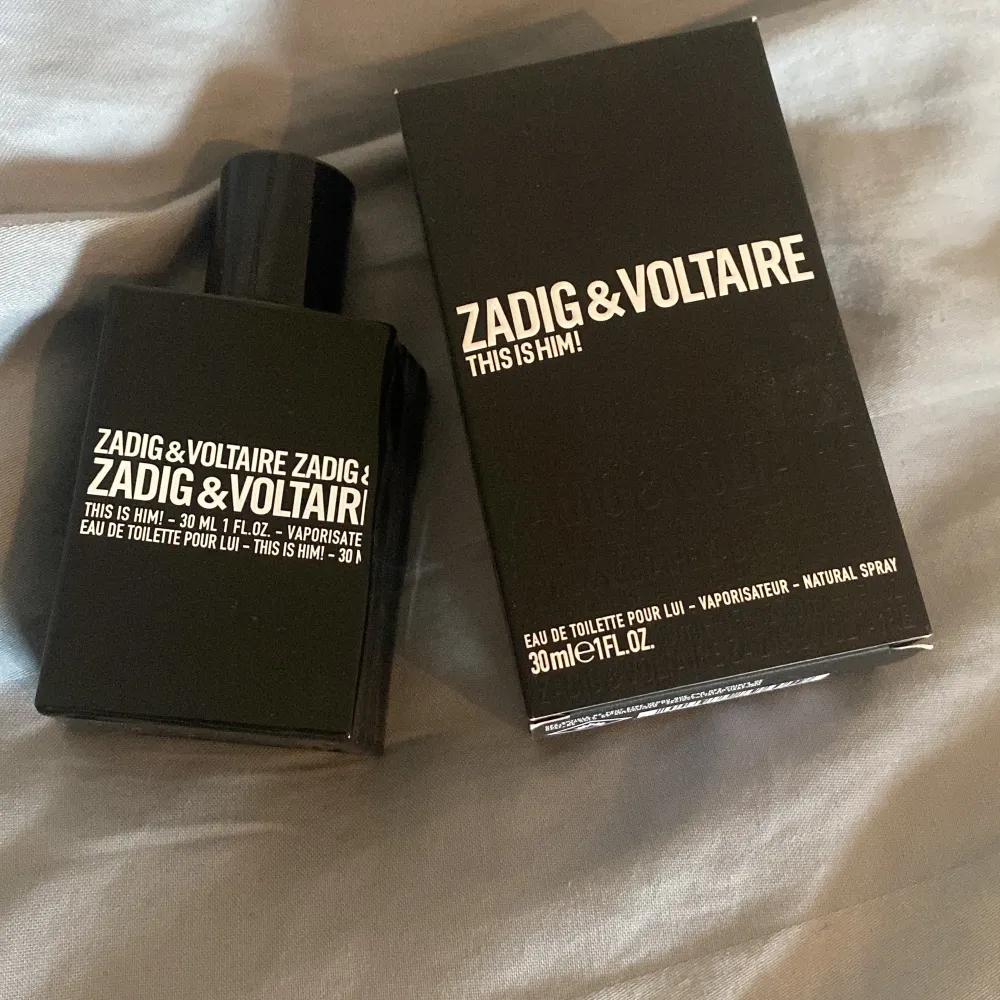 ZADIG&VOLTAIRE ZADIG &
ZADIG&VOLTAIR
THIS IS HIM! – 30 ML 1 FL.OZ. – VAPORISATE
EAU DE TOILETTE POUR LUI – THIS IS HIM! – 30
ZADIG&VOLTAIRE
THIS IS HIM!
EAU DE TOILETTE POUR LUI – VAPORISATEUR – NATURAL SPRAY
30ml℮1FL.OZ.